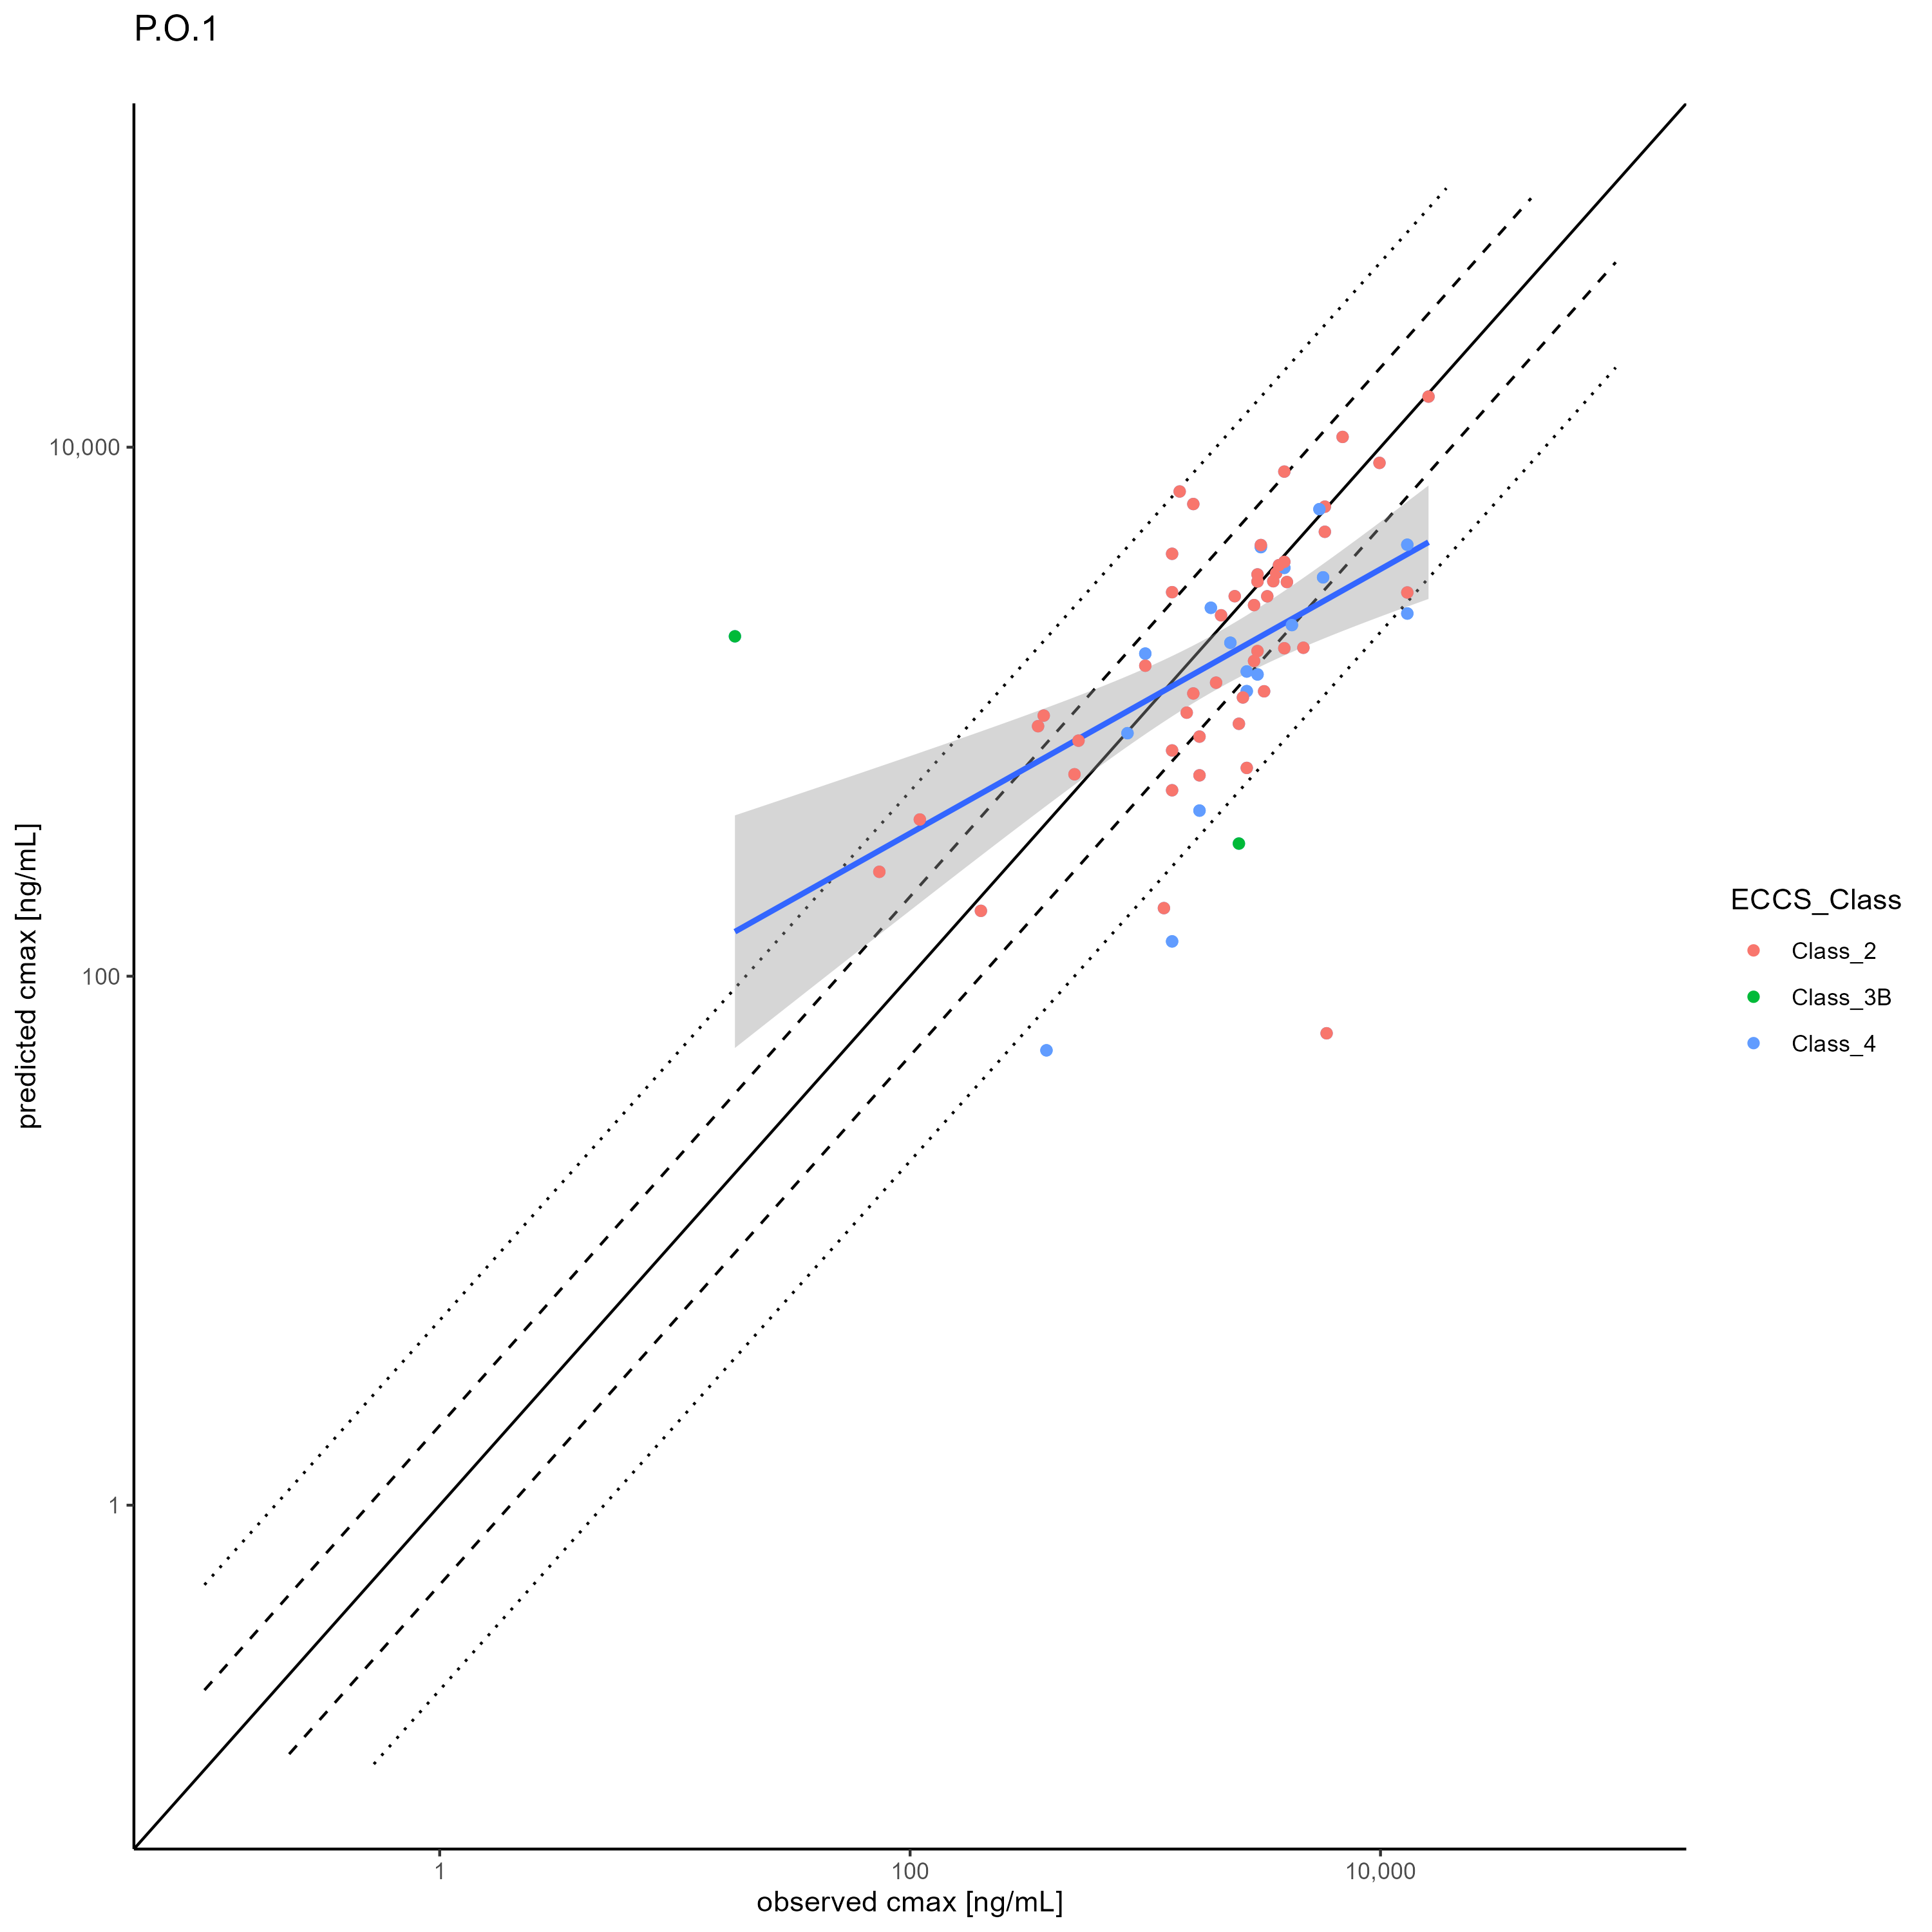 P.O.1
10,000
100
1
predicted cmax [ng/mL]
1
100
10,000
observed cmax [ng/mL]
ECCS_Class
Class_2
Class_3B
Class_4